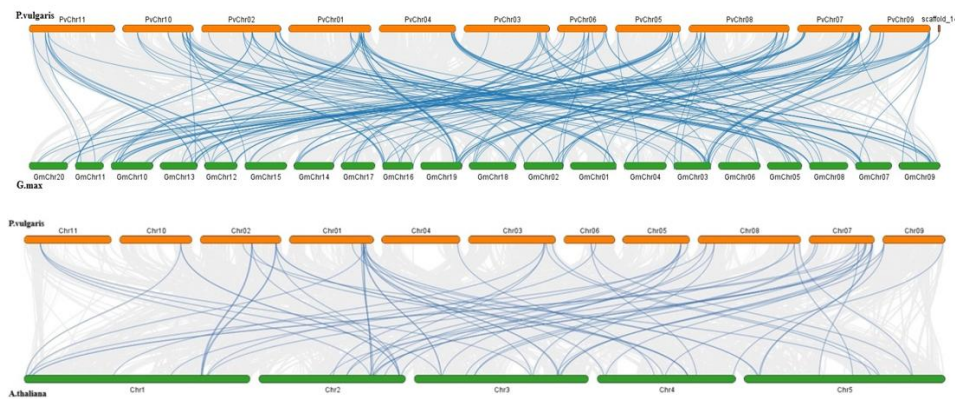 P.vulgaris
PvChr11 PvChr10 PvChr02 PvChr01 PvChr04 PvChr03 PvChr06 PvChr05 PvChr08 PvChr07 PvChr09
GmChr20 GmChr11 GmChr10 GmChr13 GmChr12 GmChr15 GmChr14 GmChr17 GmChr16 GmChr19 GmChr18 GmChr02 GmChr01 GmChr04 GmChr03 GmChr06 GmChr05 GmChr08 GmChr07 GmChr09
G.max
P.vulgaris
Chr11 Chr10 Chr02 Chr01 Chr04 Chr03 Chr06 Chr05 Chr08 Chr07 Chr09
Chr1 Chr2 Chr3 Chr4 Chr5
A.thaliana